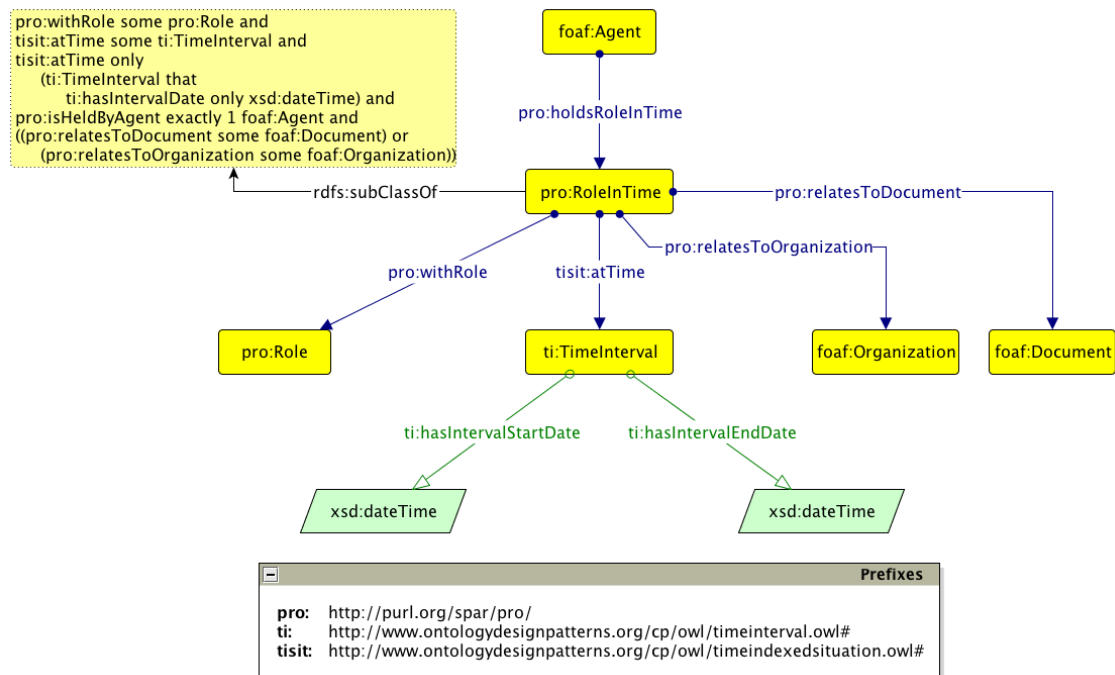 pro:withRole some pro:Role and
tisit:atTime some ti:TimeInterval and
tisit:atTime only
(ti:TimeInterval that
ti:hasIntervalDate only xsd:dateTime) and
pro:isHeldByAgent exactly 1 foaf:Agent and
((pro:relatesToDocument some foaf:Document) or
(pro:relatesToOrganization some foaf:Organization))
foaf:Agent
pro:holdsRoleInTime
rdfs:subClassOf
pro:RoleInTime
pro:relatesToDocument
pro:relatesToOrganization
pro:withRole
tisit:atTime
pro:Role
ti:TimeInterval
foaf:Organization
foaf:Document
ti:hasIntervalStartDate
ti:hasIntervalEndDate
xsd:dateTime
xsd:dateTime
Prefixes
pro: http://purl.org/spar/pro/
ti: http://www.ontologydesignpatterns.org/cp/owl/timeinterval.owl#
tisit: http://www.ontologydesignpatterns.org/cp/owl/timeindexedsituation.owl#